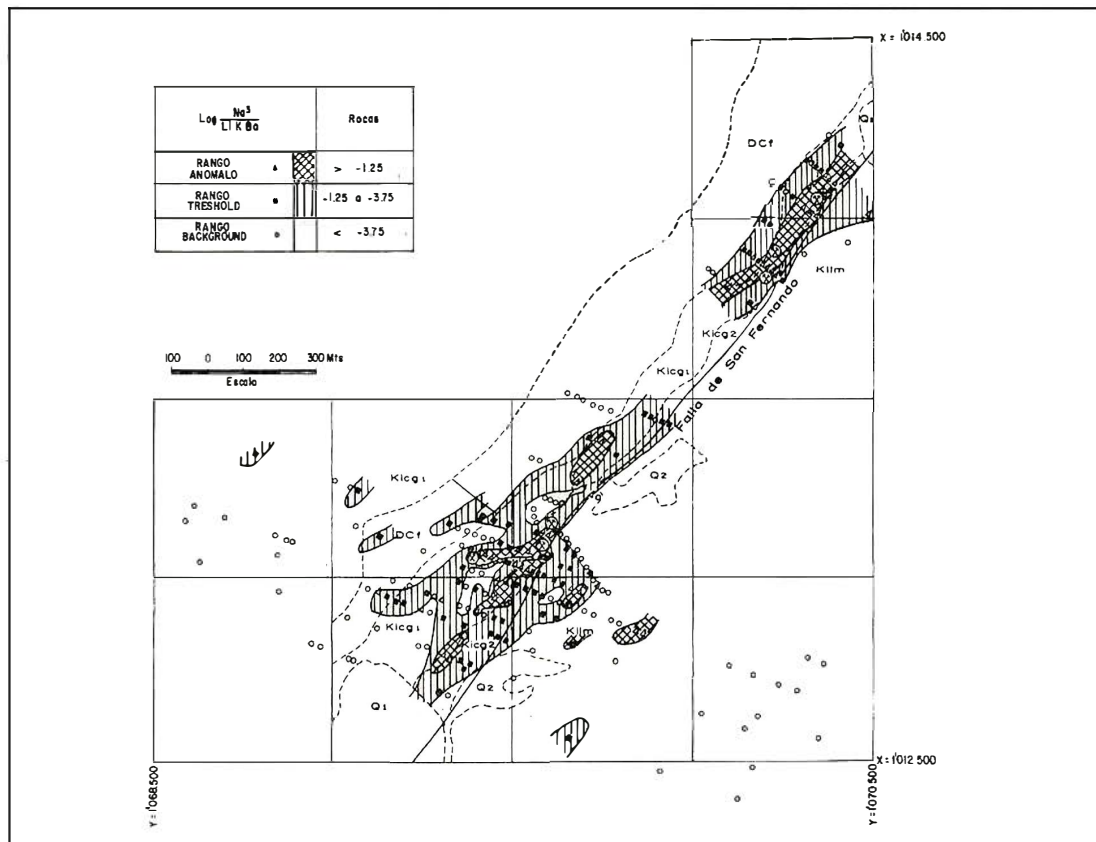 X = 1'014.500
Log Na³ / Li K Ba
Rocas
RANGO ANOMALO
> -1.25
RANGO TRESHOLD
-1.25 a -3.75
RANGO BACKGROUND
< -3.75
DCf
Kllm
Kicg2
Falla de San Fernando
Kicg1
100 0 100 200 300 Mts
Escala
Q2
Kicg1
DCf
Kicg1
Kicg2
Kllm
Q1
Q2
X = 1'012.500
Y = 1'068.500
Y = 1'070.500